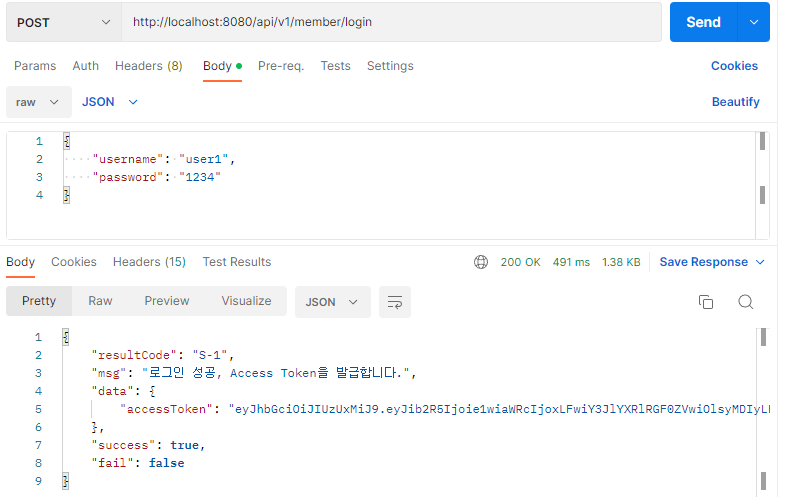 POST http://localhost:8080/api/v1/member/login Send
Params Auth Headers (8) Body Pre-req. Tests Settings Cookies
raw JSON Beautify
1 {
2 "username": "user1",
3 "password": "1234"
4 }
Body Cookies Headers (15) Test Results 200 OK 491 ms 1.38 KB Save Response
Pretty Raw Preview Visualize JSON
1 {
2 "resultCode": "S-1",
3 "msg": "로그인 성공, Access Token을 발급합니다.",
4 "data": {
5 "accessToken": "eyJhbGciOiJIUzUxMiJ9.eyJib2R5Ijoie1wiaWRcIjoxLFwiY3JlYXRlRGF0ZVwiOlsyMDIyL
6 },
7 "success": true,
8 "fail": false
9 }